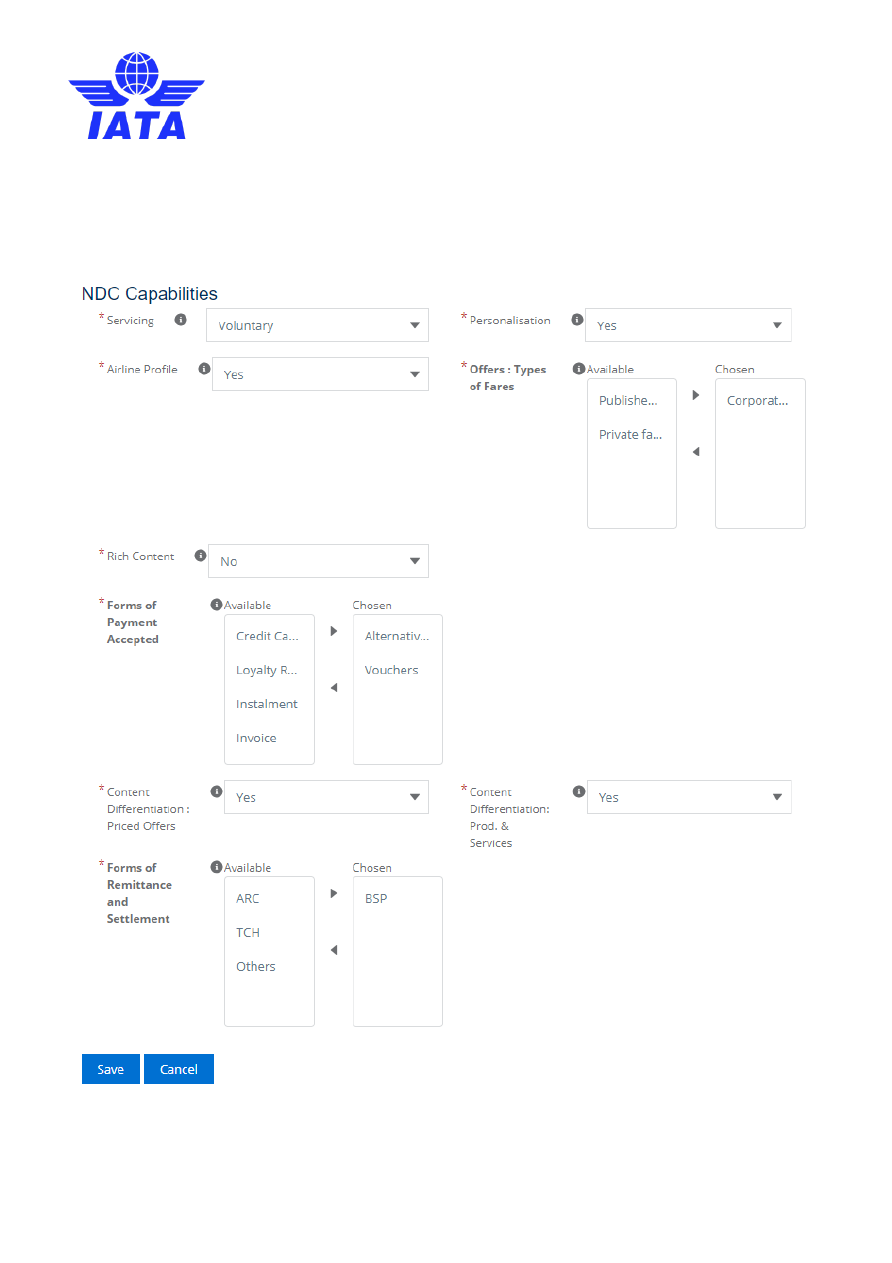 IATA
NDC Capabilities
* Servicing
Voluntary
* Personalisation
Yes
* Airline Profile
Yes
* Offers : Types
of Fares
Available
Publishe...
Private fa...
Chosen
Corporat...
* Rich Content
No
* Forms of
Payment
Accepted
Available
Credit Ca...
Loyalty R...
Instalment
Invoice
Chosen
Alternativ...
Vouchers
* Content
Differentiation :
Priced Offers
Yes
* Content
Differentiation:
Prod. &
Services
Yes
* Forms of
Remittance
and
Settlement
Available
ARC
TCH
Others
Chosen
BSP
Save
Cancel